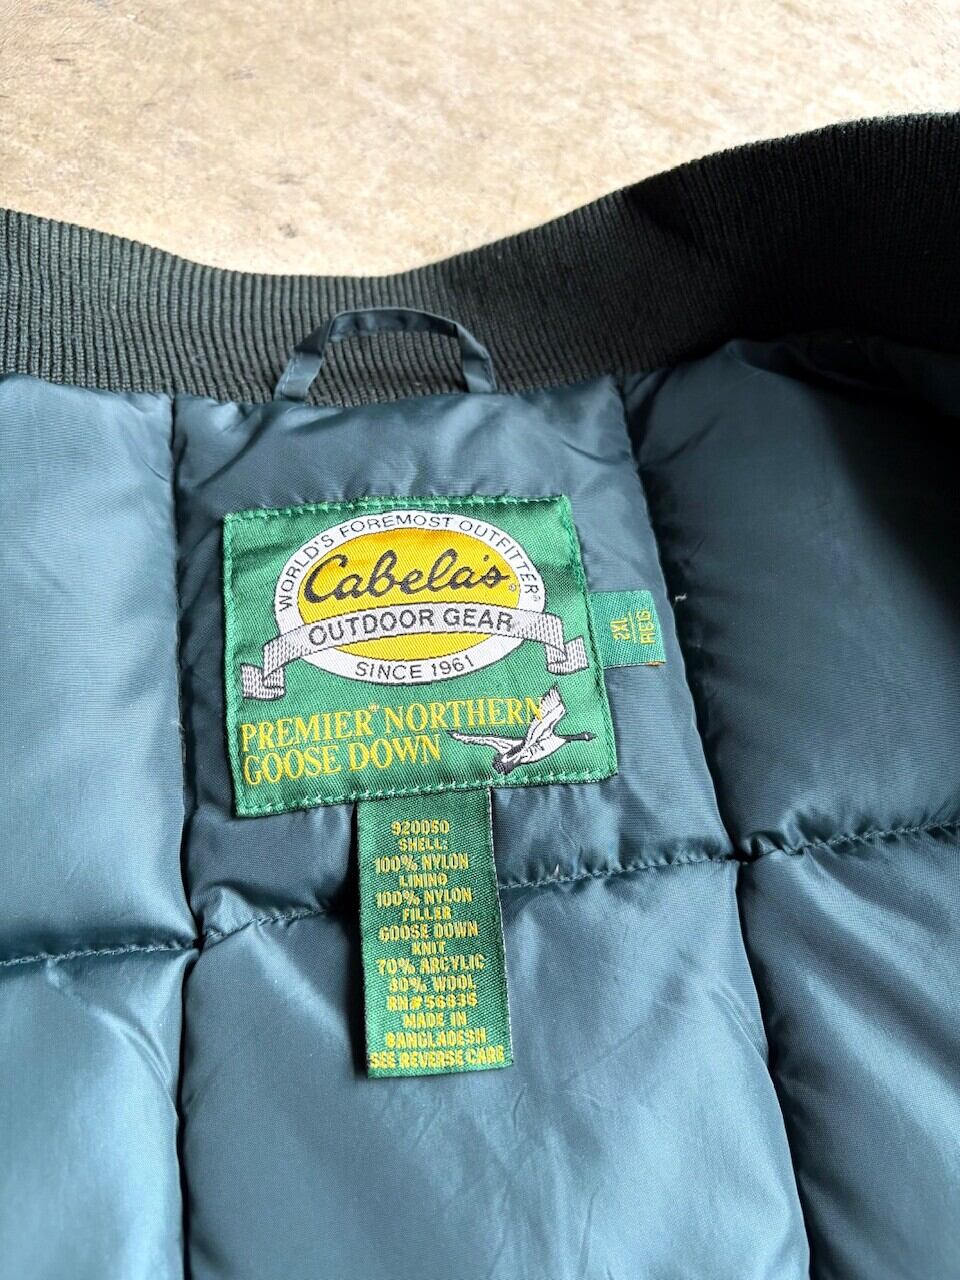 WORLD'S FOREMOST OUTFITTER®
Cabela's®
OUTDOOR GEAR
SINCE 1961
PREMIER™ NORTHERN
GOOSE DOWN
2XL
REG
920050
SHELL:
100% NYLON
LINING
100% NYLON
FILLER
GOOSE DOWN
KNIT
70% ARCYLIC
30% WOOL
RN# 56835
MADE IN
BANGLADESH
SEE REVERSE CARE